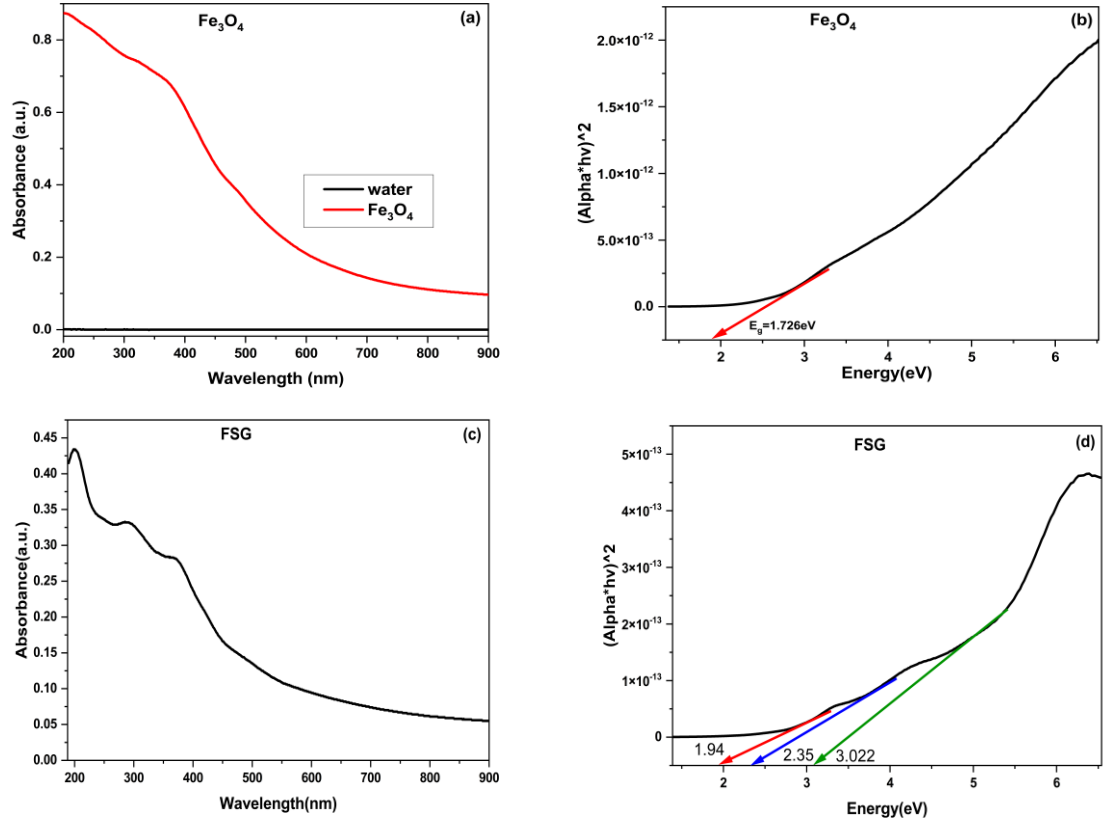 Fe₃O₄
(a)
0.8
0.6
0.4
0.2
0.0
Absorbance (a.u.)
water
Fe₃O₄
200 300 400 500 600 700 800 900
Wavelength (nm)
Fe₃O₄
(b)
2.0×10⁻¹²
1.5×10⁻¹²
1.0×10⁻¹²
5.0×10⁻¹³
0.0
(Alpha*hv)^2
E_g=1.726eV
2 3 4 5 6
Energy(eV)
FSG
(c)
0.45
0.40
0.35
0.30
0.25
0.20
0.15
0.10
0.05
0.00
Absorbance(a.u.)
200 300 400 500 600 700 800 900
Wavelength(nm)
FSG
(d)
5×10⁻¹³
4×10⁻¹³
3×10⁻¹³
2×10⁻¹³
1×10⁻¹³
0
(Alpha*hv)^2
1.94
2.35
3.022
2 3 4 5 6
Energy(eV)